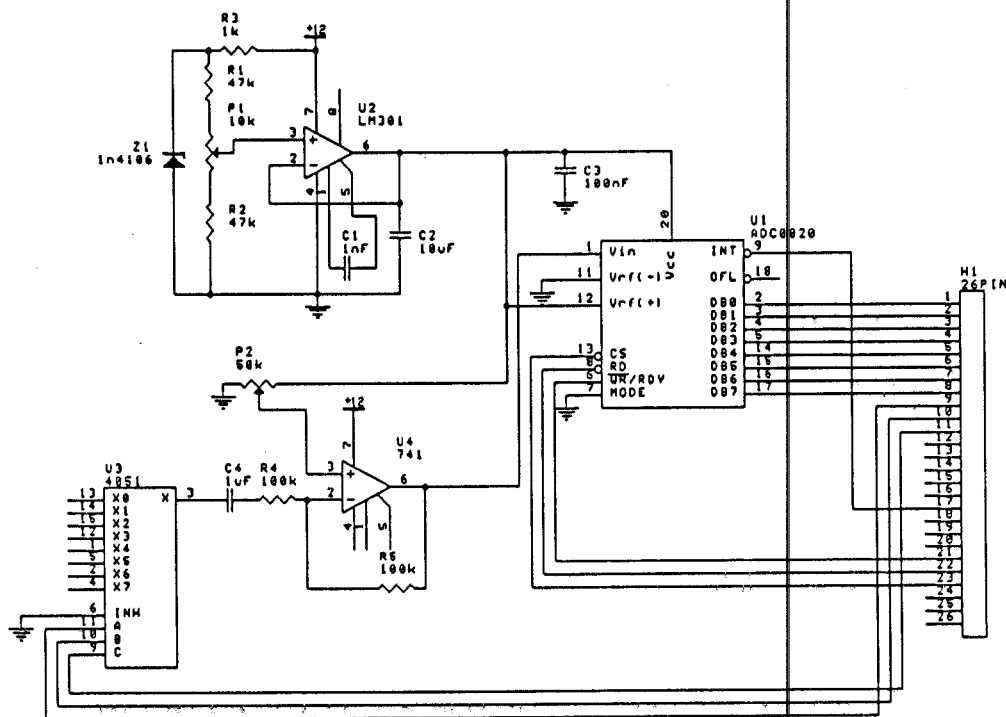 R3
1k
+12
R1
47k
P1
10k
Z1
1n4106
R2
47k
U2
LM301
7
8
3
+
2
-
6
4
1
5
C1
1nF
C2
10uF
C3
100nF
20
U1
ADC0820
1
Vin
Vcc
INT
9
11
Vrf(-)
OFL
18
12
Vrf(+)
DB0
2
DB1
3
DB2
4
DB3
5
DB4
14
DB5
15
DB6
16
DB7
17
13
CS
8
RD
6
WR/RDY
7
MODE
H1
26PIN
1
2
3
4
5
6
7
8
9
10
11
12
13
14
15
16
17
18
19
20
21
22
23
24
25
26
P2
50k
+12
7
U4
741
3
+
2
-
6
4
1
5
R5
100k
C4
1uF
R4
100k
U3
4051
X
3
13
X0
14
X1
15
X2
12
X3
1
X4
5
X5
2
X6
4
X7
6
INH
11
A
10
B
9
C